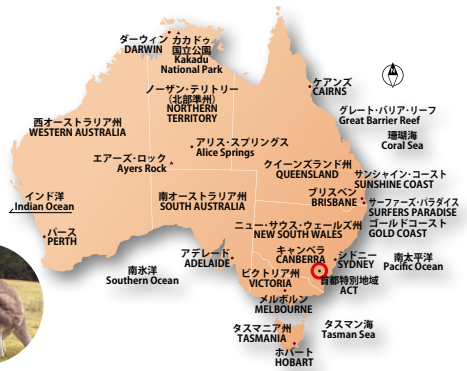 ダーウィン
DARWIN
カカドゥ
国立公園
Kakadu
National Park
ケアンズ
CAIRNS
ノーザン・テリトリー
(北部準州)
NORTHERN
TERRITORY
グレート・バリア・リーフ
Great Barrier Reef
珊瑚海
Coral Sea
西オーストラリア州
WESTERN AUSTRALIA
アリス・スプリングス
Alice Springs
エアーズ・ロック
Ayers Rock
クイーンズランド州
QUEENSLAND
サンシャイン・コースト
SUNSHINE COAST
ブリスベン
BRISBANE
サーファーズ・パラダイス
SURFERS PARADISE
ゴールドコースト
GOLD COAST
インド洋
Indian Ocean
南オーストラリア州
SOUTH AUSTRALIA
パース
PERTH
ニュー・サウス・ウェールズ州
NEW SOUTH WALES
アデレード
ADELAIDE
キャンベラ
CANBERRA
シドニー
SYDNEY
南太平洋
Pacific Ocean
南氷洋
Southern Ocean
ビクトリア州
VICTORIA
首都特別地域
ACT
メルボルン
MELBOURNE
タスマニア州
TASMANIA
タスマン海
Tasman Sea
ホバート
HOBART